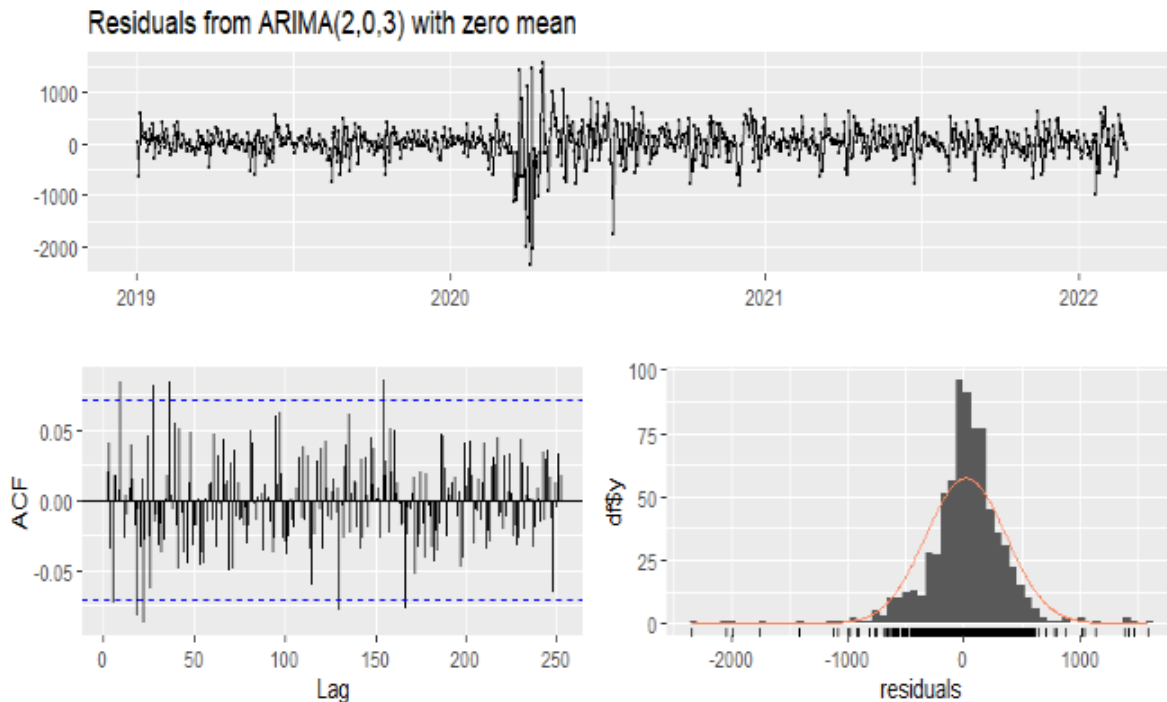 Residuals from ARIMA(2,0,3) with zero mean
1000
0
-1000
-2000
2019 2020 2021 2022
ACF
0.05
0.00
-0.05
0 50 100 150 200 250
Lag
df$y
100
75
50
25
0
-2000 -1000 0 1000
residuals